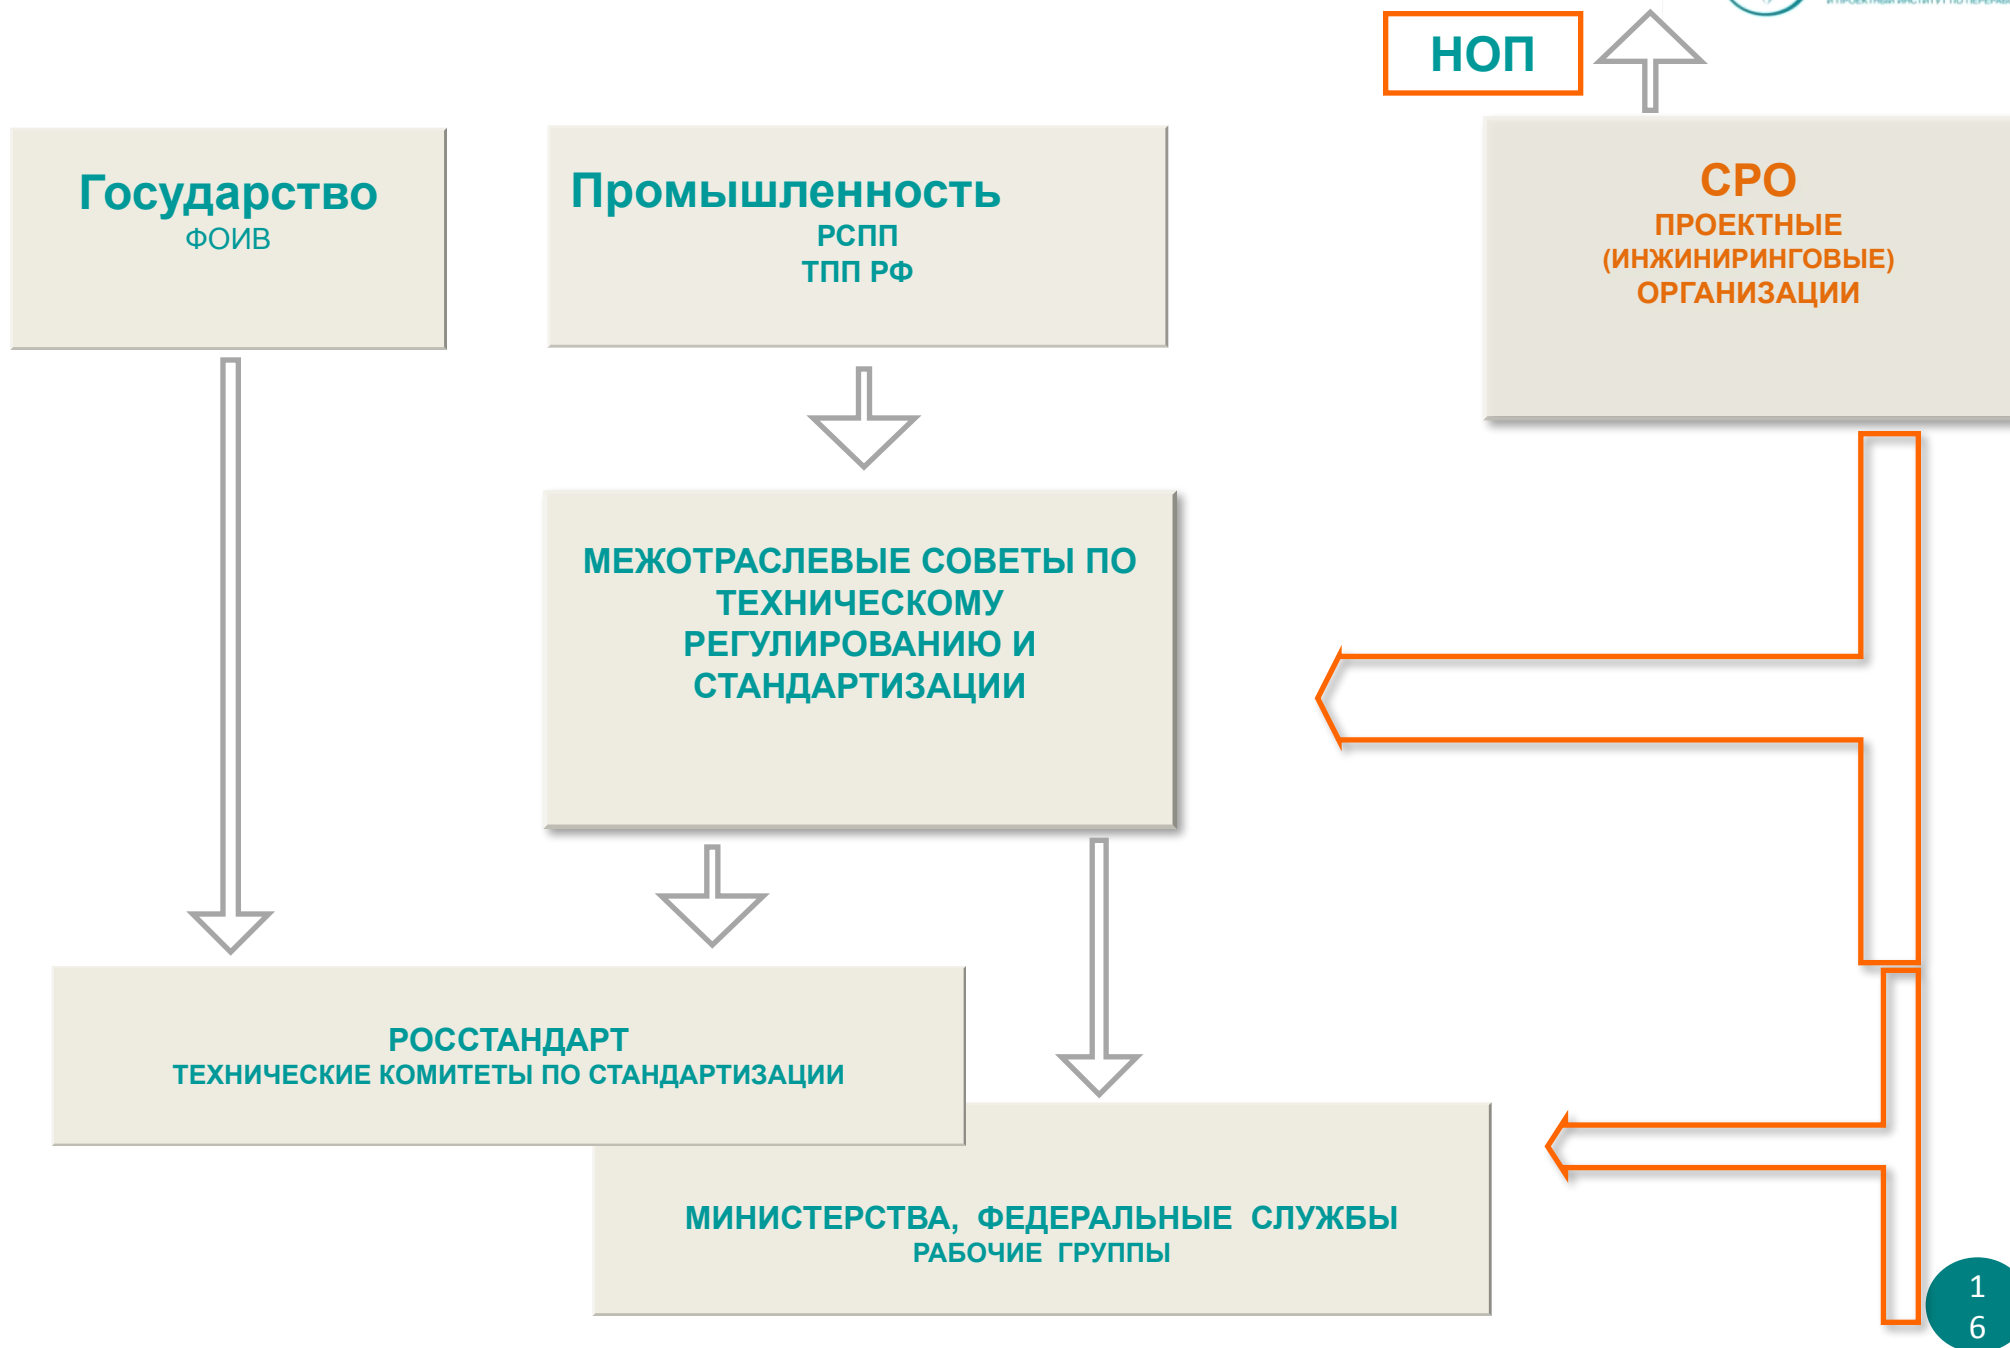 НОП
Государство
ФОИВ
Промышленность
РСПП
ТПП РФ
СРО
ПРОЕКТНЫЕ
(ИНЖИНИРИНГОВЫЕ)
ОРГАНИЗАЦИИ
МЕЖОТРАСЛЕВЫЕ СОВЕТЫ ПО
ТЕХНИЧЕСКОМУ
РЕГУЛИРОВАНИЮ И
СТАНДАРТИЗАЦИИ
РОССТАНДАРТ
ТЕХНИЧЕСКИЕ КОМИТЕТЫ ПО СТАНДАРТИЗАЦИИ
МИНИСТЕРСТВА, ФЕДЕРАЛЬНЫЕ СЛУЖБЫ
РАБОЧИЕ ГРУППЫ
1
6